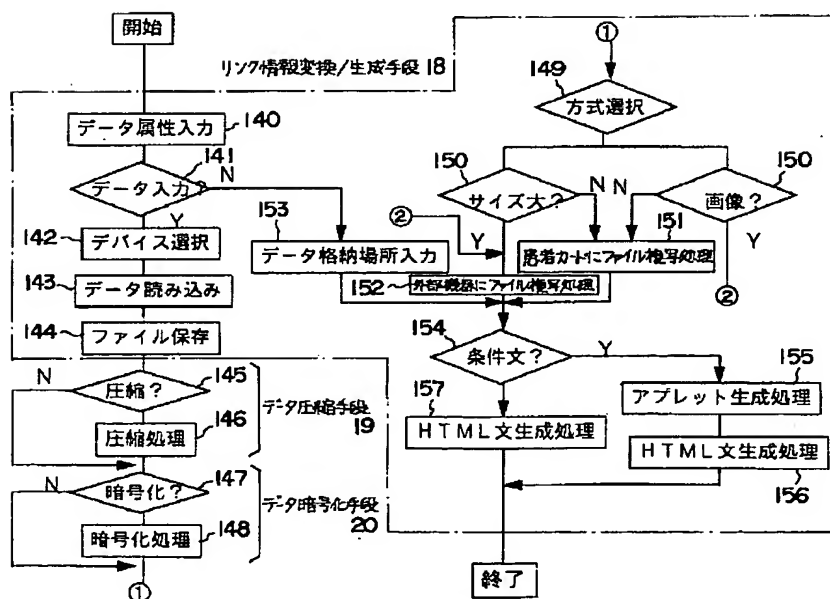 開始
リンク情報変換/生成手段 18
データ属性入力
140
141
データ入力?
N
Y
142
デバイス選択
143
データ読み込み
144
ファイル保存
145
N
圧縮?
146
圧縮処理
データ圧縮手段
19
147
N
暗号化?
148
暗号化処理
データ暗号化手段
20
①
①
149
方式選択
150
サイズ大?
N
Y
150
画像?
N
Y
②
②
153
データ格納場所入力
151
患者カードにファイル複写処理
152
外部機器にファイル複写処理
154
条件文?
Y
155
アプレット生成処理
157
HTML文生成処理
HTML文生成処理
156
終了